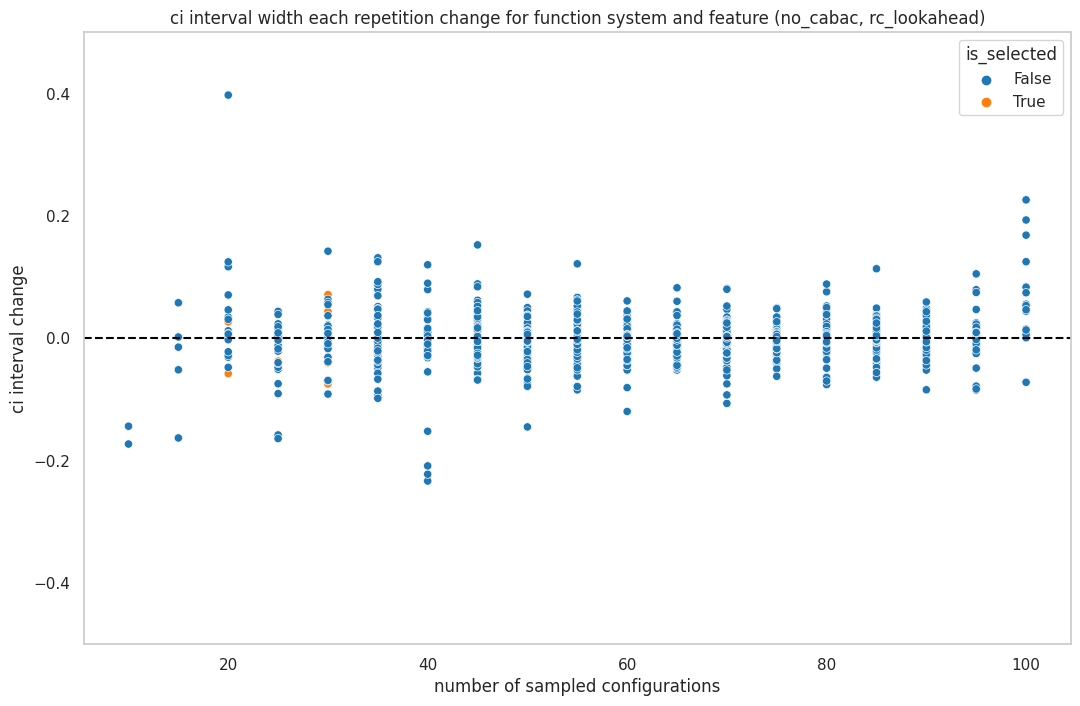 ci interval width each repetition change for function system and feature (no_cabac, rc_lookahead)
is_selected
False
True
0.4
0.2
0.0
−0.2
−0.4
ci interval change
20
40
60
80
100
number of sampled configurations